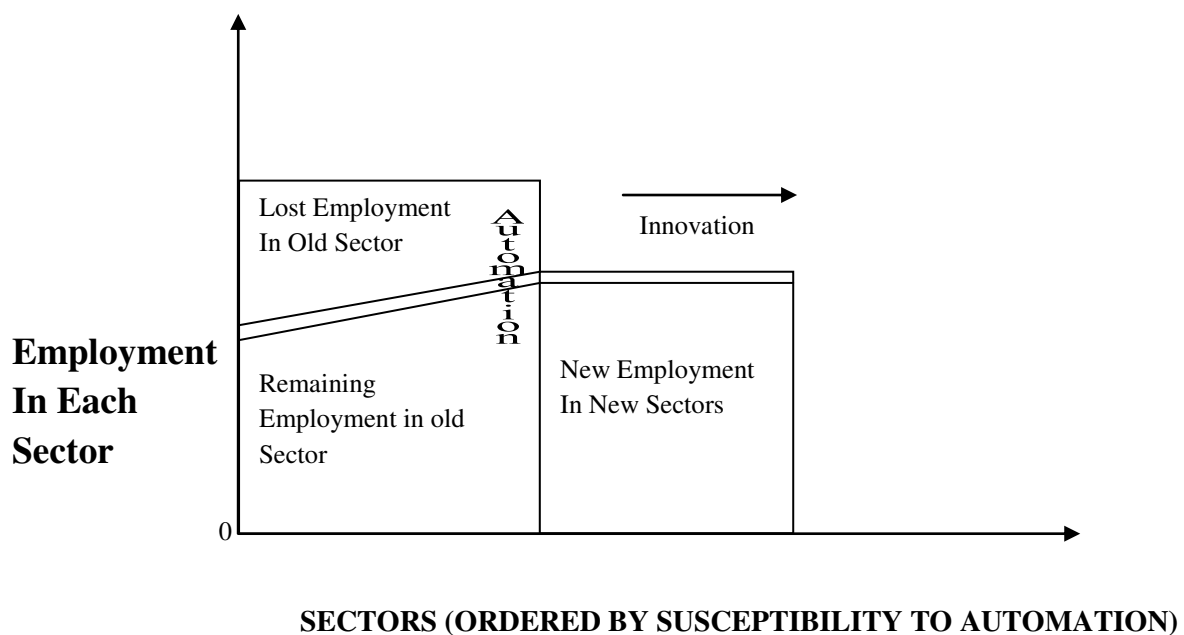 Lost Employment
In Old Sector
Automation
Innovation
Employment
In Each
Sector
Remaining
Employment in old
Sector
New Employment
In New Sectors
0
SECTORS (ORDERED BY SUSCEPTIBILITY TO AUTOMATION)